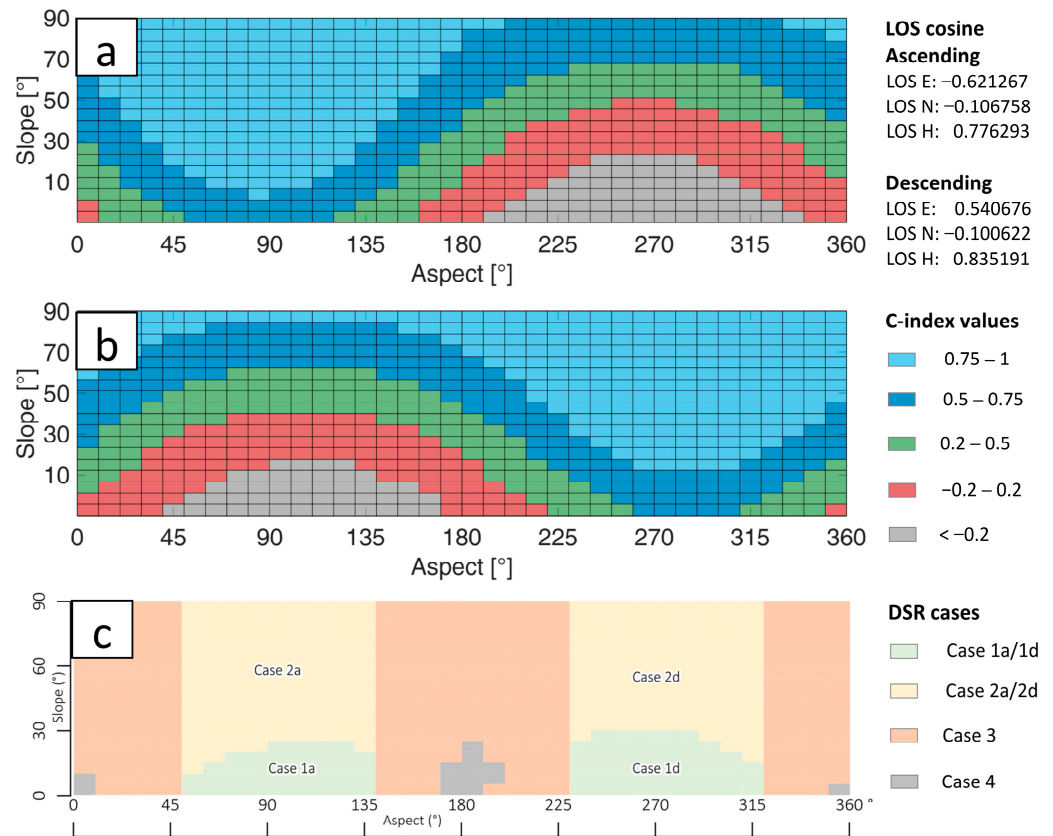 a
90
70
50
30
10
Slope [°]
0 45 90 135 180 225 270 315 360
Aspect [°]
LOS cosine
Ascending
LOS E: −0.621267
LOS N: −0.106758
LOS H: 0.776293
Descending
LOS E: 0.540676
LOS N: −0.100622
LOS H: 0.835191
b
90
70
50
30
10
Slope [°]
0 45 90 135 180 225 270 315 360
Aspect [°]
C-index values
0.75 – 1
0.5 – 0.75
0.2 – 0.5
−0.2 – 0.2
< −0.2
c
90
60
30
0
Slope (°)
Case 2a
Case 2d
Case 1a
Case 1d
0 45 90 135 180 225 270 315 360 °
Aspect (°)
DSR cases
Case 1a/1d
Case 2a/2d
Case 3
Case 4